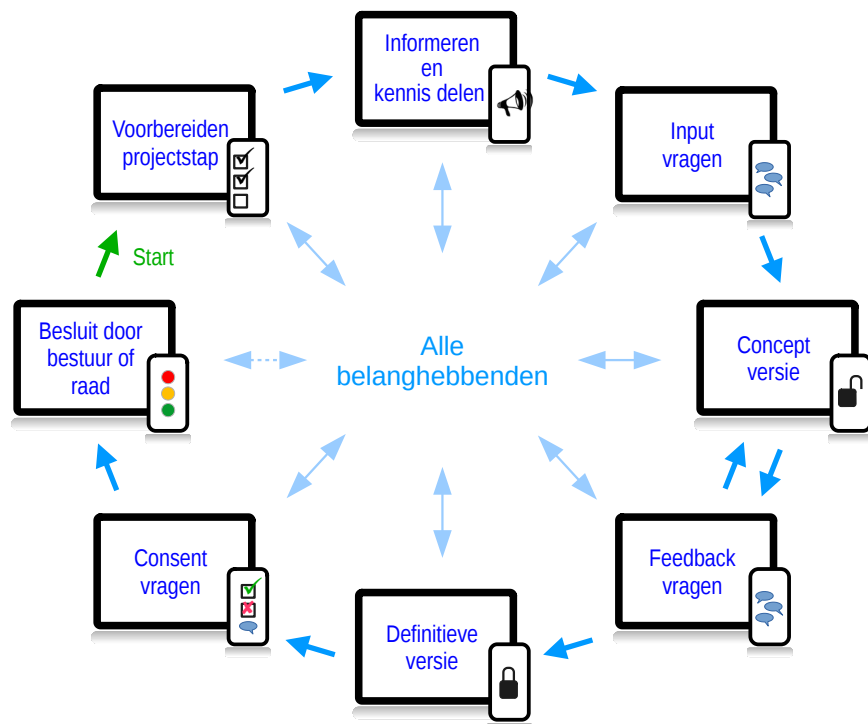 Informeren
en
kennis delen
Voorbereiden
projectstap
Input
vragen
Start
Besluit door
bestuur of
raad
Alle
belanghebbenden
Concept
versie
Consent
vragen
Feedback
vragen
Definitieve
versie